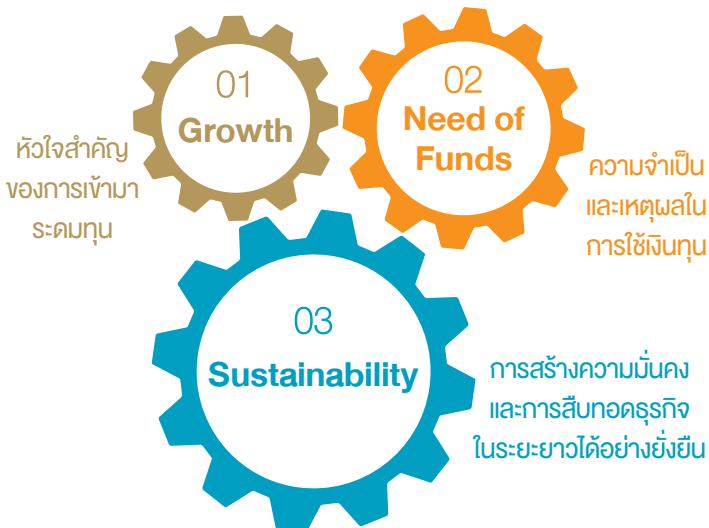 01
Growth
หัวใจสำคัญ
ของการเข้ามา
ระดมทุน
02
Need of
Funds
ความจำเป็น
และเหตุผลใน
การใช้เงินทุน
03
Sustainability
การสร้างความมั่นคง
และการสืบทอดธุรกิจ
ในระยะยาวได้อย่างยั่งยืน